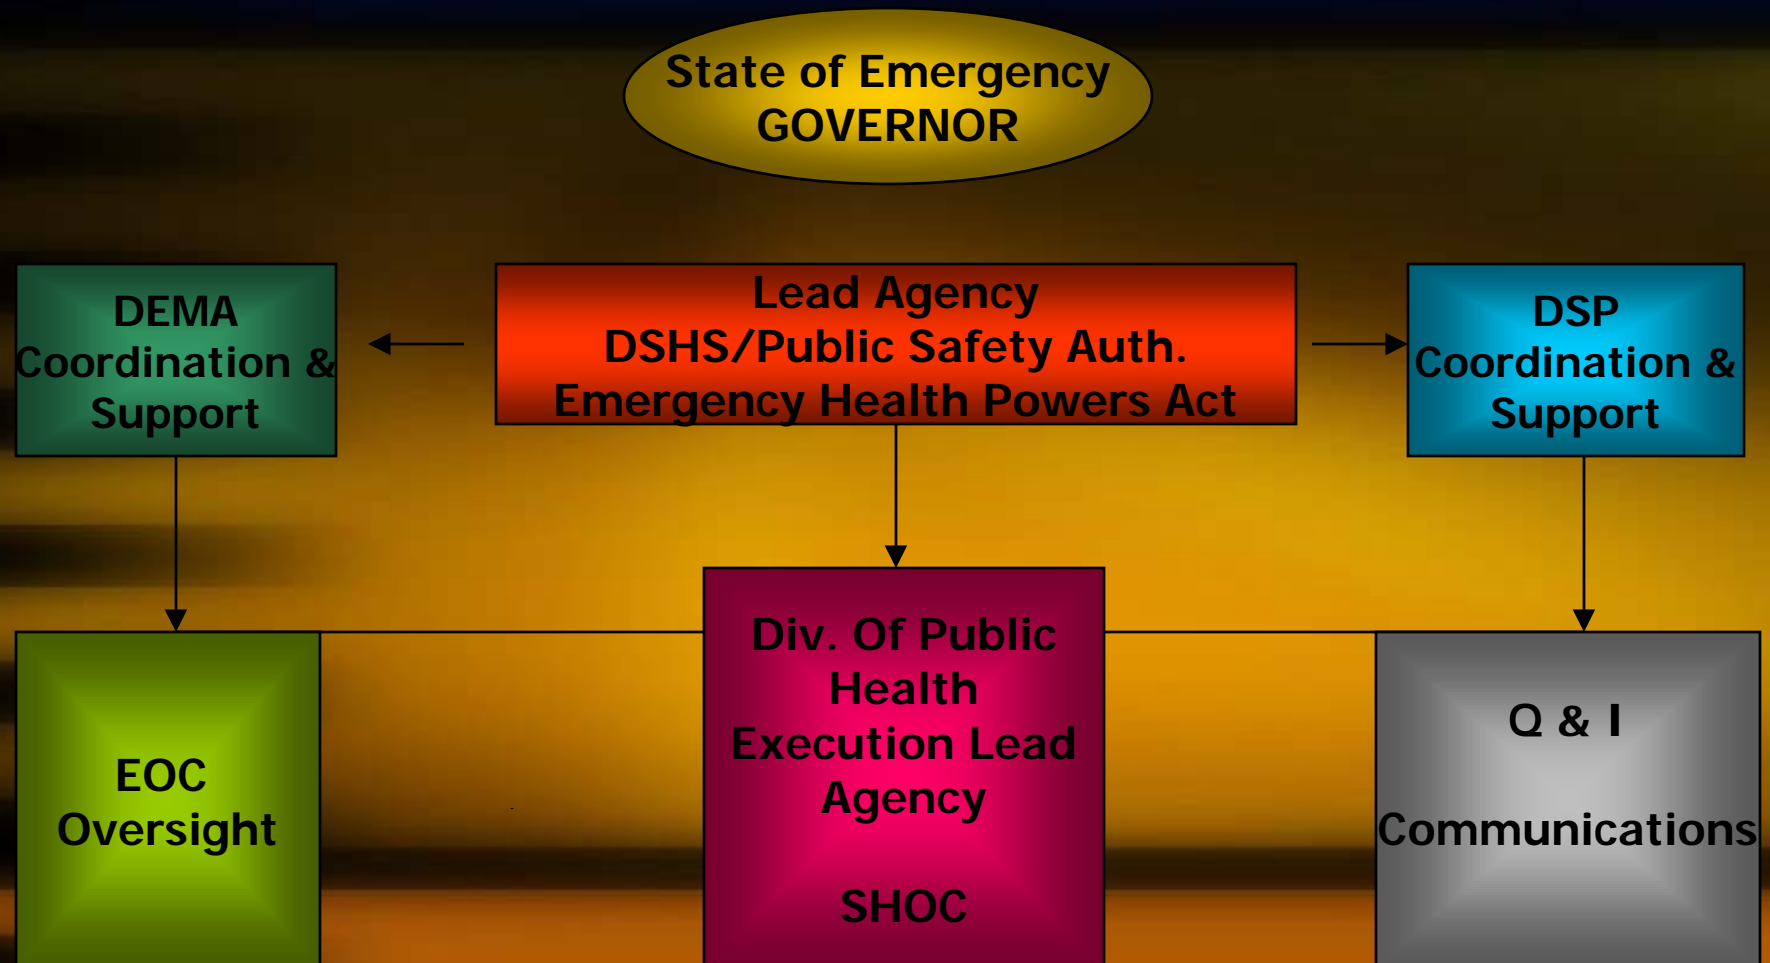 State of Emergency
GOVERNOR
DEMA
Coordination &
Support
Lead Agency
DSHS/Public Safety Auth.
Emergency Health Powers Act
DSP
Coordination &
Support
EOC
Oversight
Div. Of Public
Health
Execution Lead
Agency
SHOC
Q & I
Communications